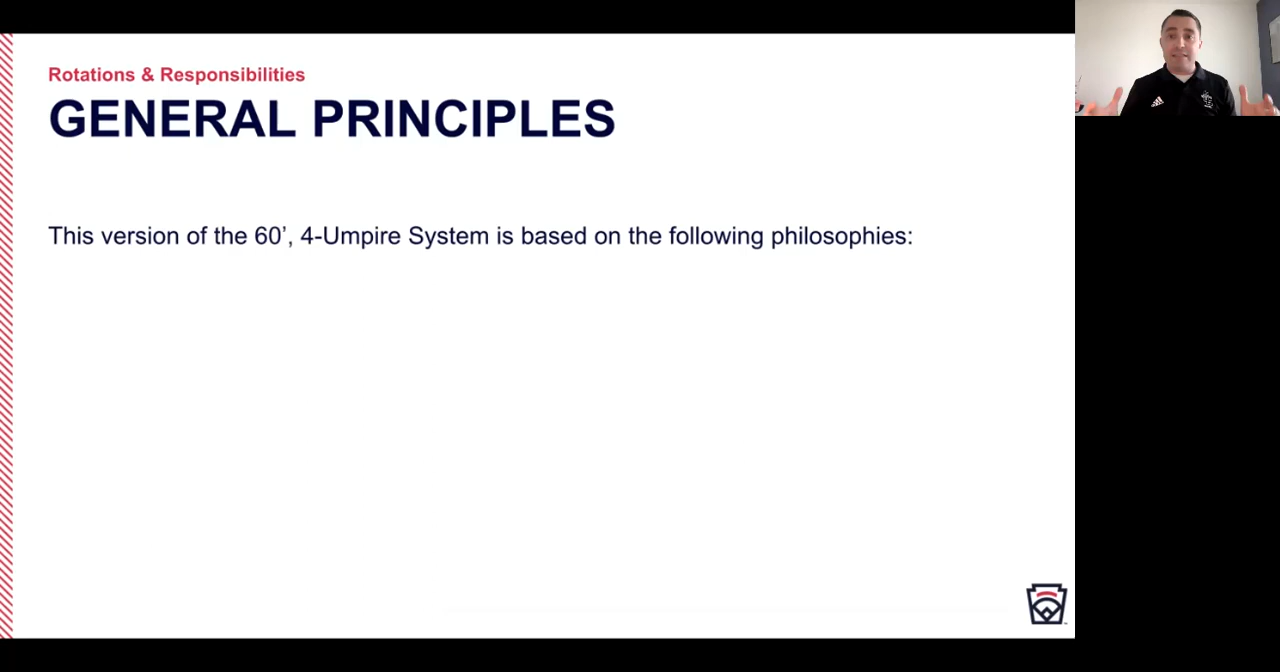 Rotations & Responsibilities
GENERAL PRINCIPLES
This version of the 60’, 4-Umpire System is based on the following philosophies: